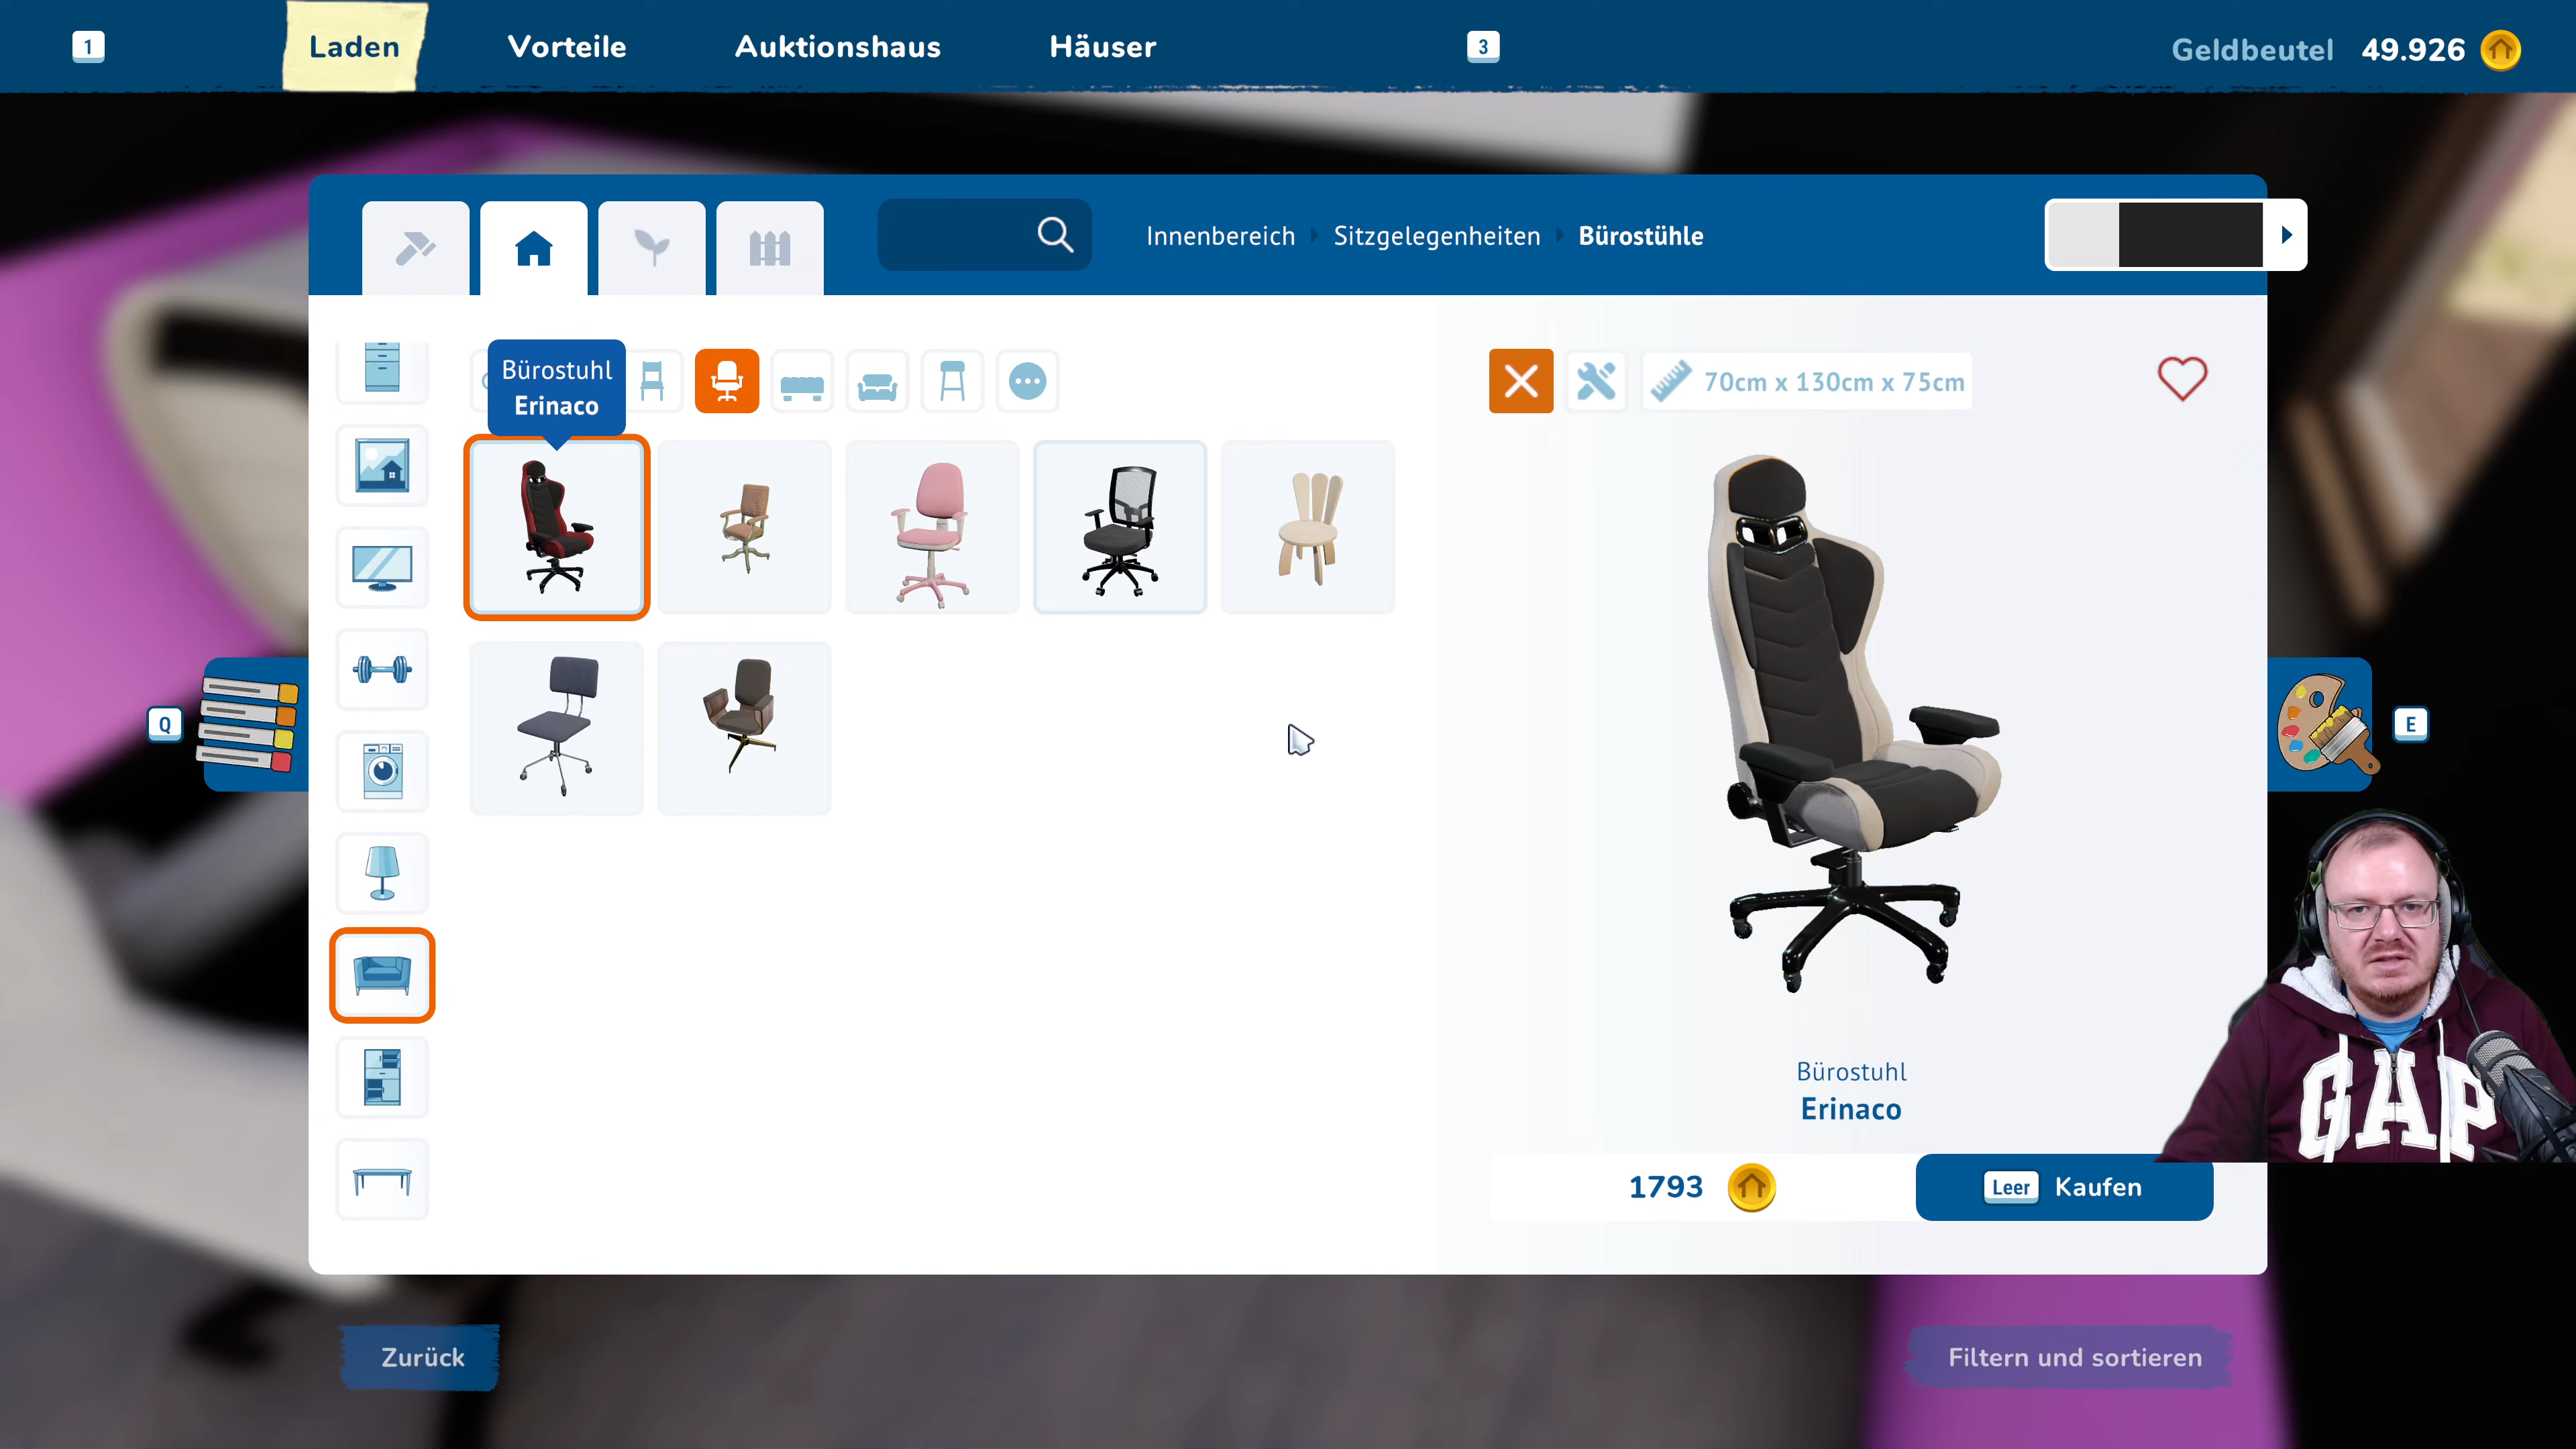 1
Laden
Vorteile
Auktionshaus
Häuser
3
Geldbeutel 49.926
Innenbereich Sitzgelegenheiten Bürostühle
Bürostuhl
Erinaco
70cm x 130cm x 75cm
Q
E
GAP
Bürostuhl
Erinaco
1793
Leer Kaufen
Zurück
Filtern und sortieren